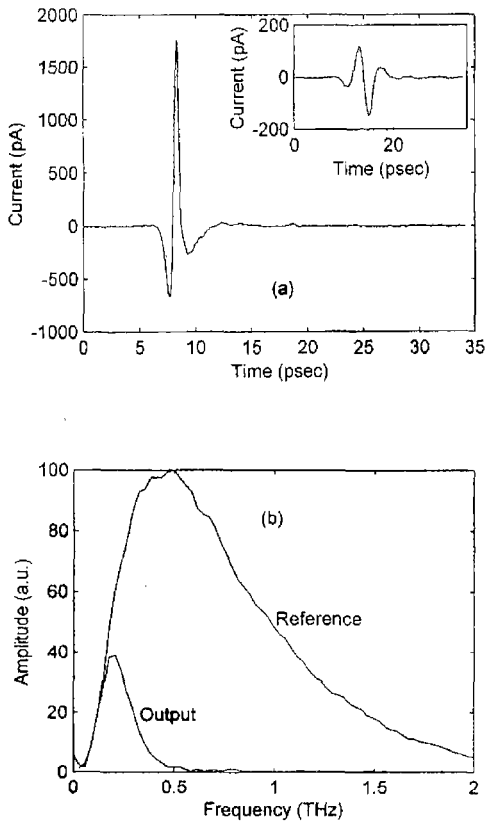 2000
1500
1000
500
0
-500
-1000
Current (pA)
0 5 10 15 20 25 30 35
Time (psec)
(a)
200
0
-200
Current (pA)
0 20
Time (psec)
100
80
60
40
20
0
Amplitude (a.u.)
(b)
Reference
Output
0 0.5 1 1.5 2
Frequency (THz)